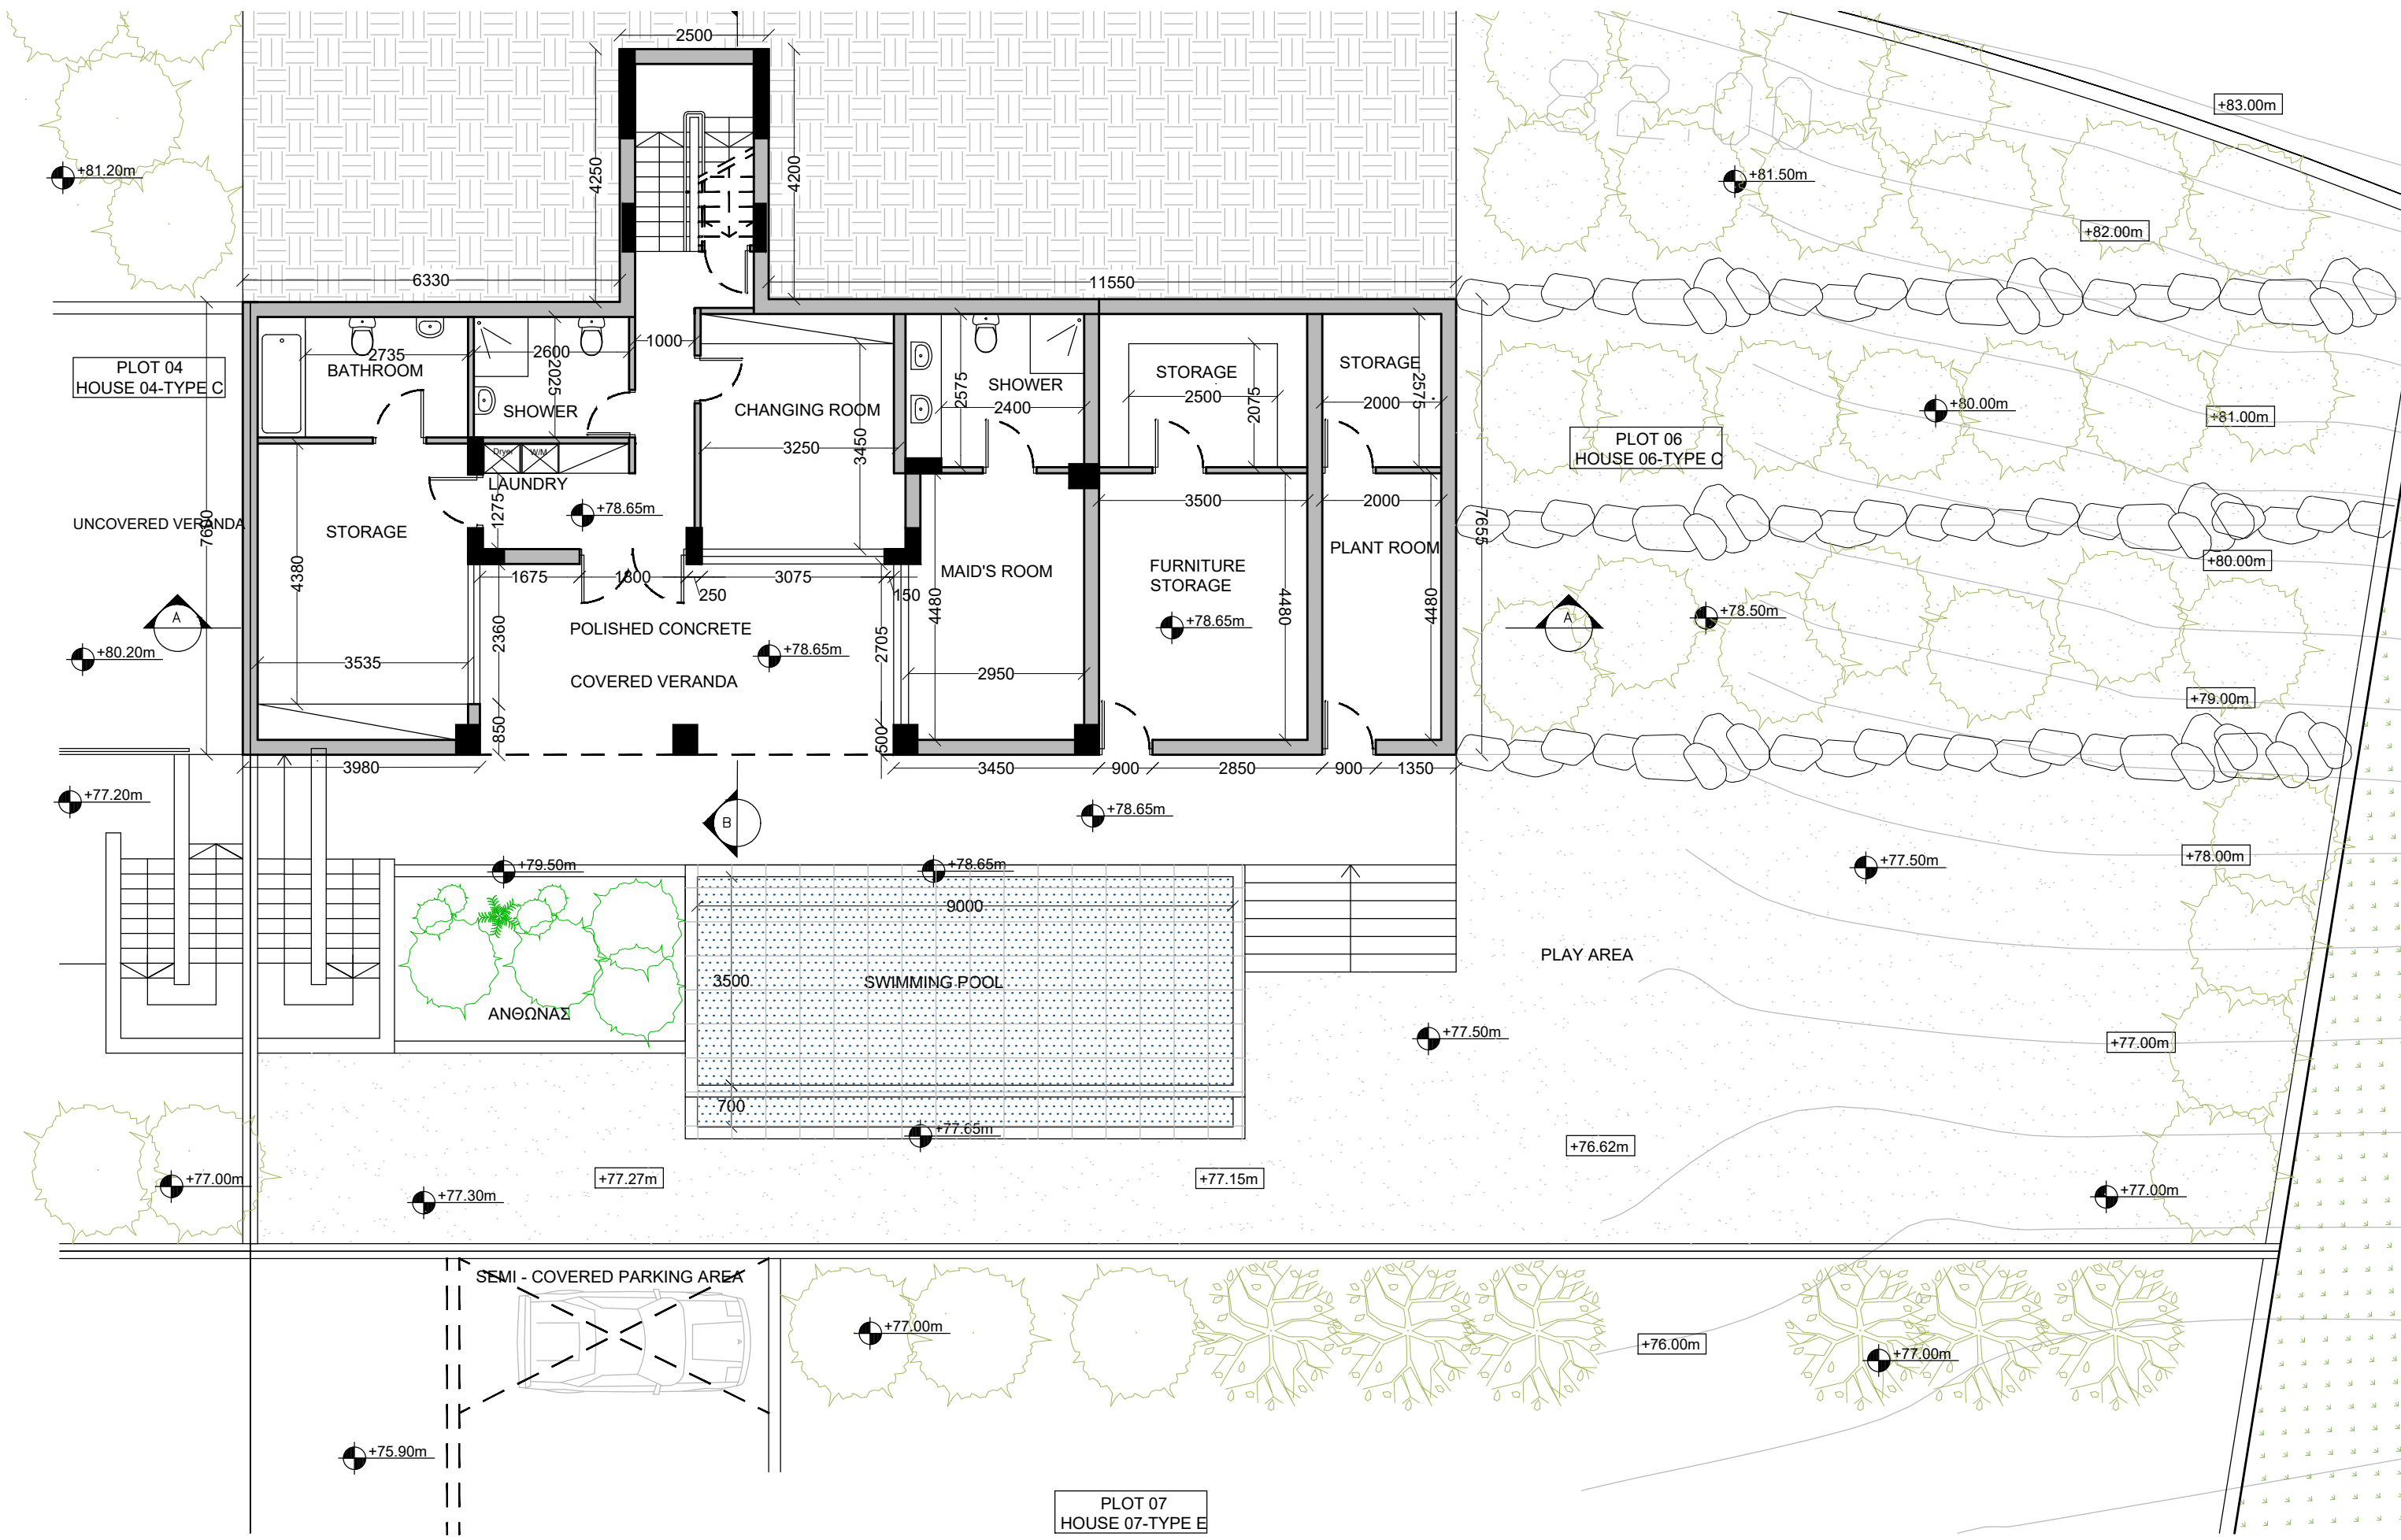 2500
+83.00m
+81.20m
4250
4200
+81.50m
+82.00m
6330
11550
PLOT 04
HOUSE 04-TYPE C
2735
BATHROOM
2600
2025
SHOWER
1000
CHANGING ROOM
3250
3450
2575
SHOWER
2400
STORAGE
2500
2075
STORAGE
2000
2575
+80.00m
+81.00m
PLOT 06
HOUSE 06-TYPE C
Dryer
W/M
LAUNDRY
1275
+78.65m
UNCOVERED VERANDA
7690
STORAGE
4380
3500
2000
7655
PLANT ROOM
+80.00m
1675
1800
250
3075
150
MAID'S ROOM
4480
FURNITURE
STORAGE
4480
4480
+78.65m
A
A
+78.50m
POLISHED CONCRETE
2360
+78.65m
2705
+80.20m
3535
COVERED VERANDA
2950
+79.00m
850
500
3980
3450
900
2850
900
1350
+77.20m
B
+78.65m
+79.50m
+78.65m
+77.50m
+78.00m
9000
3500
SWIMMING POOL
PLAY AREA
ΑΝΘΩΝΑΣ
+77.50m
+77.00m
700
+77.65m
+76.62m
+77.00m
+77.30m
+77.27m
+77.15m
+77.00m
SEMI - COVERED PARKING AREA
+77.00m
+76.00m
+77.00m
+75.90m
PLOT 07
HOUSE 07-TYPE E